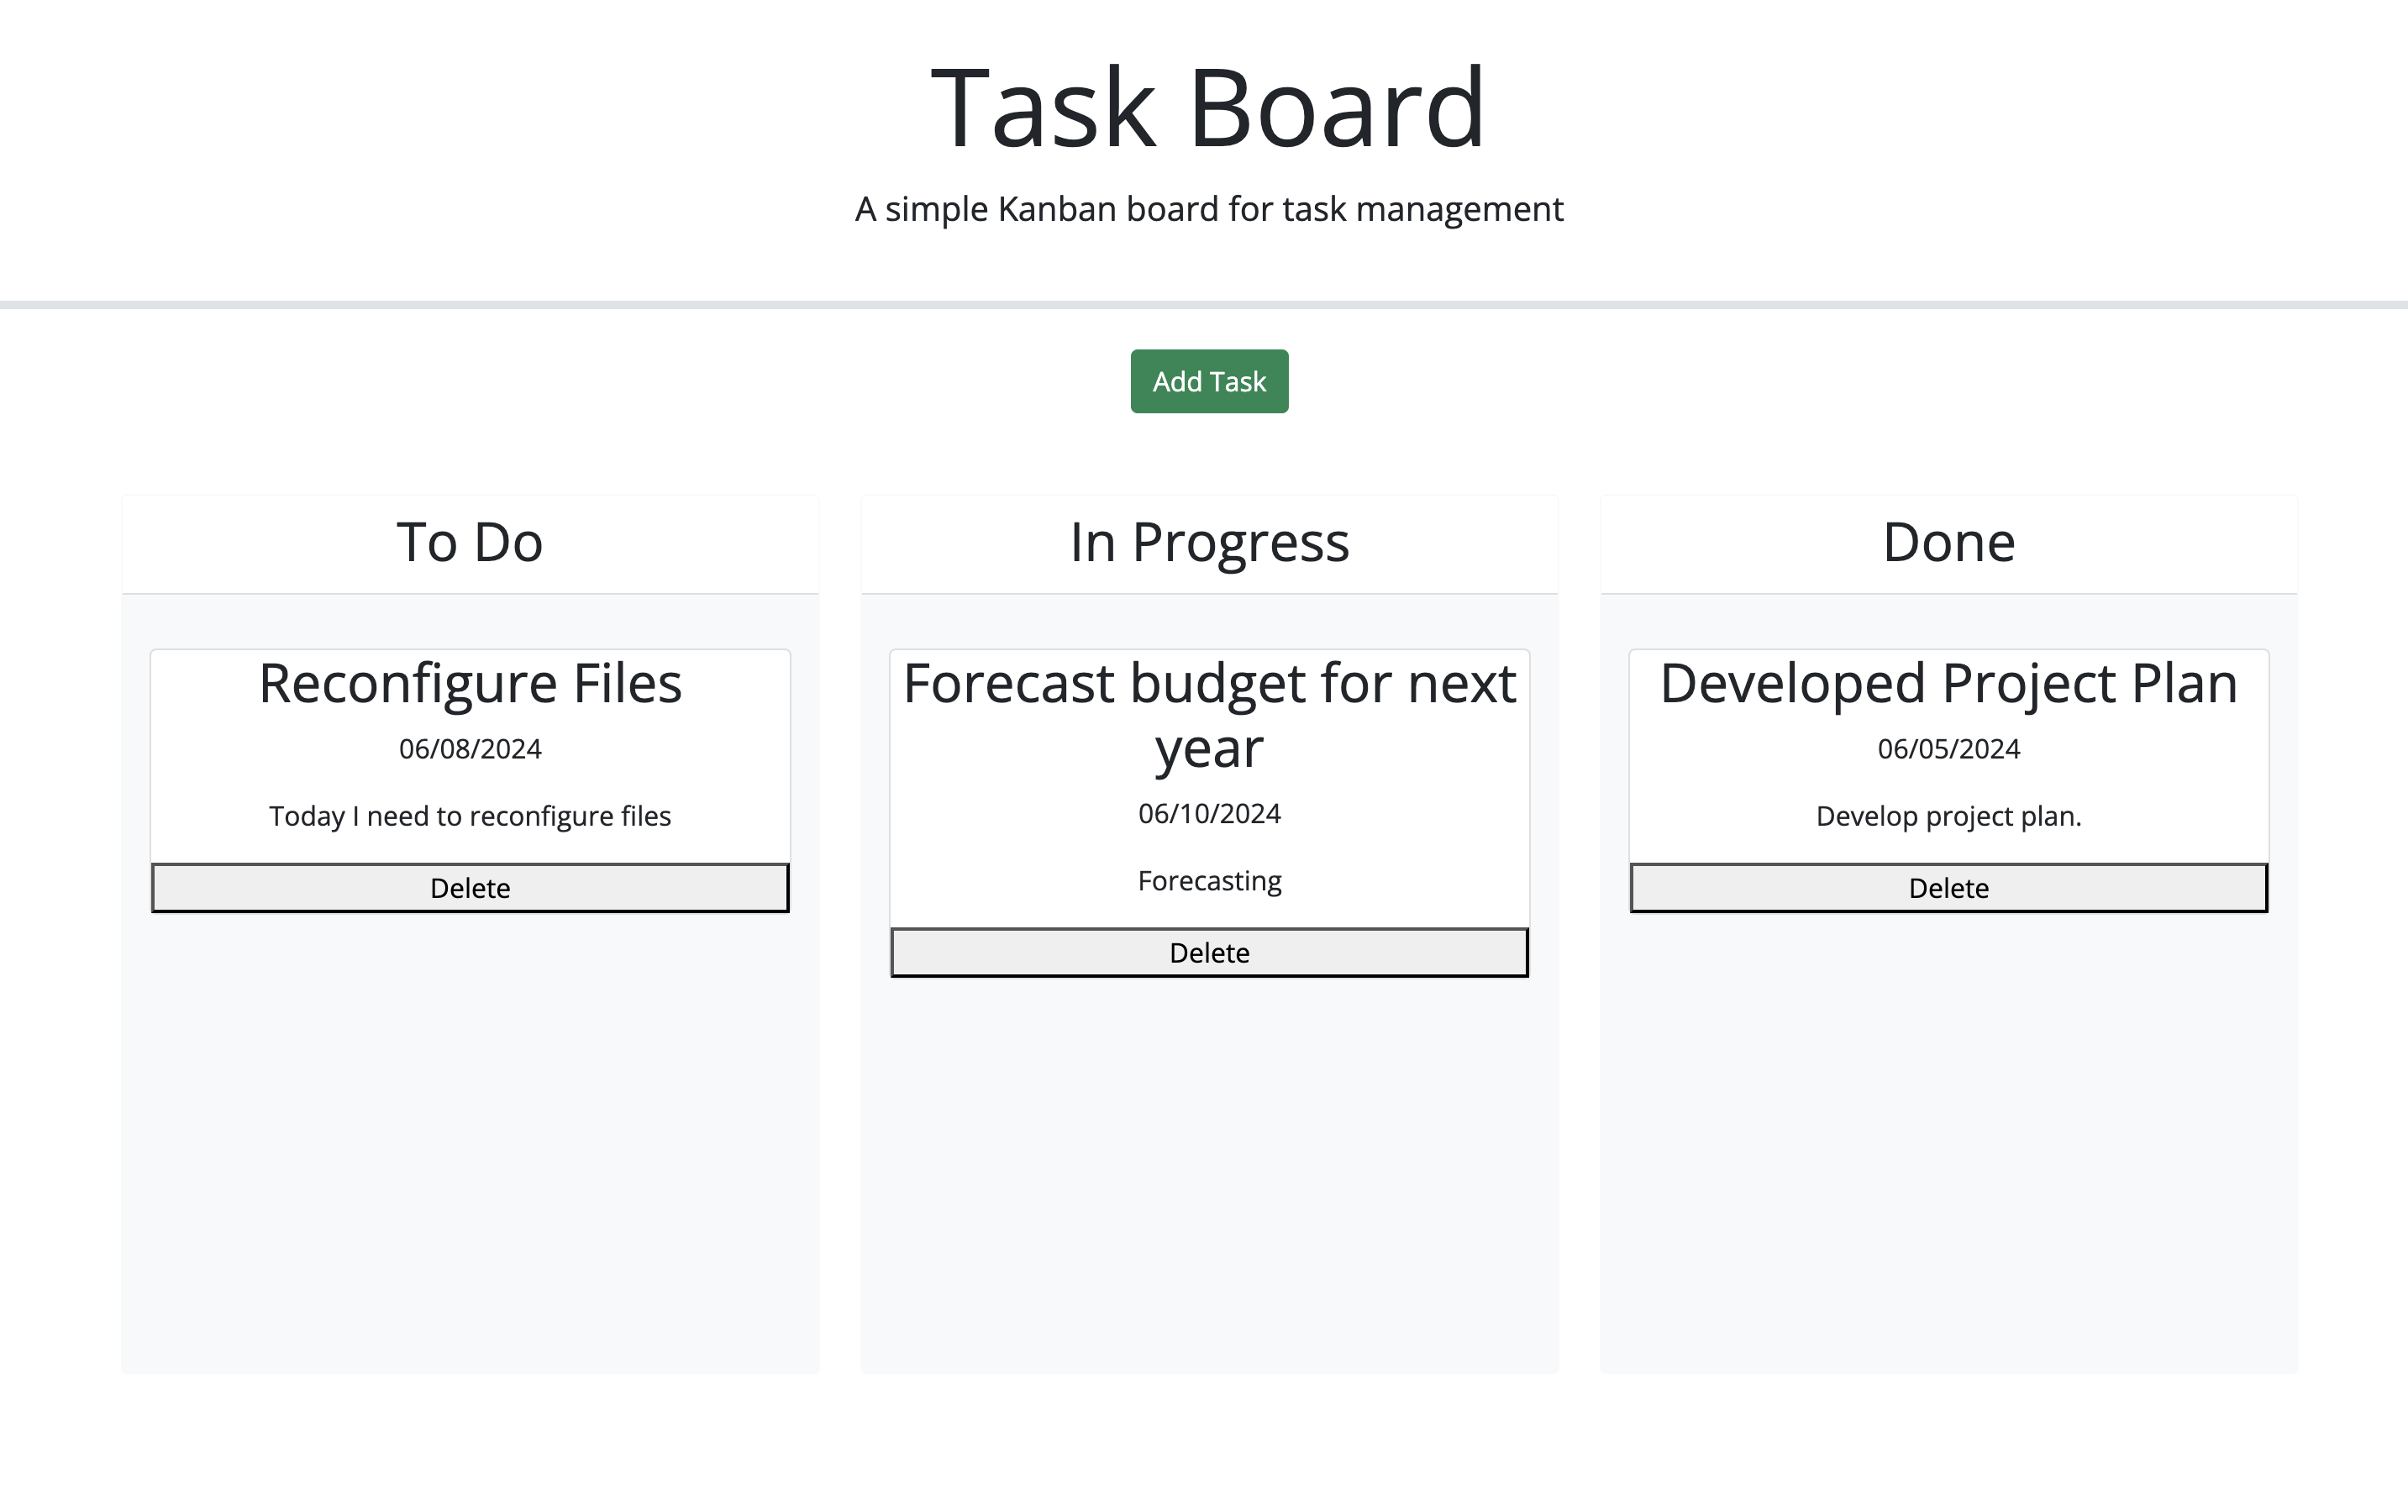 Task Board
A simple Kanban board for task management
Add Task
To Do
Reconfigure Files
06/08/2024
Today I need to reconfigure files
Delete
In Progress
Forecast budget for next
year
06/10/2024
Forecasting
Delete
Done
Developed Project Plan
06/05/2024
Develop project plan.
Delete